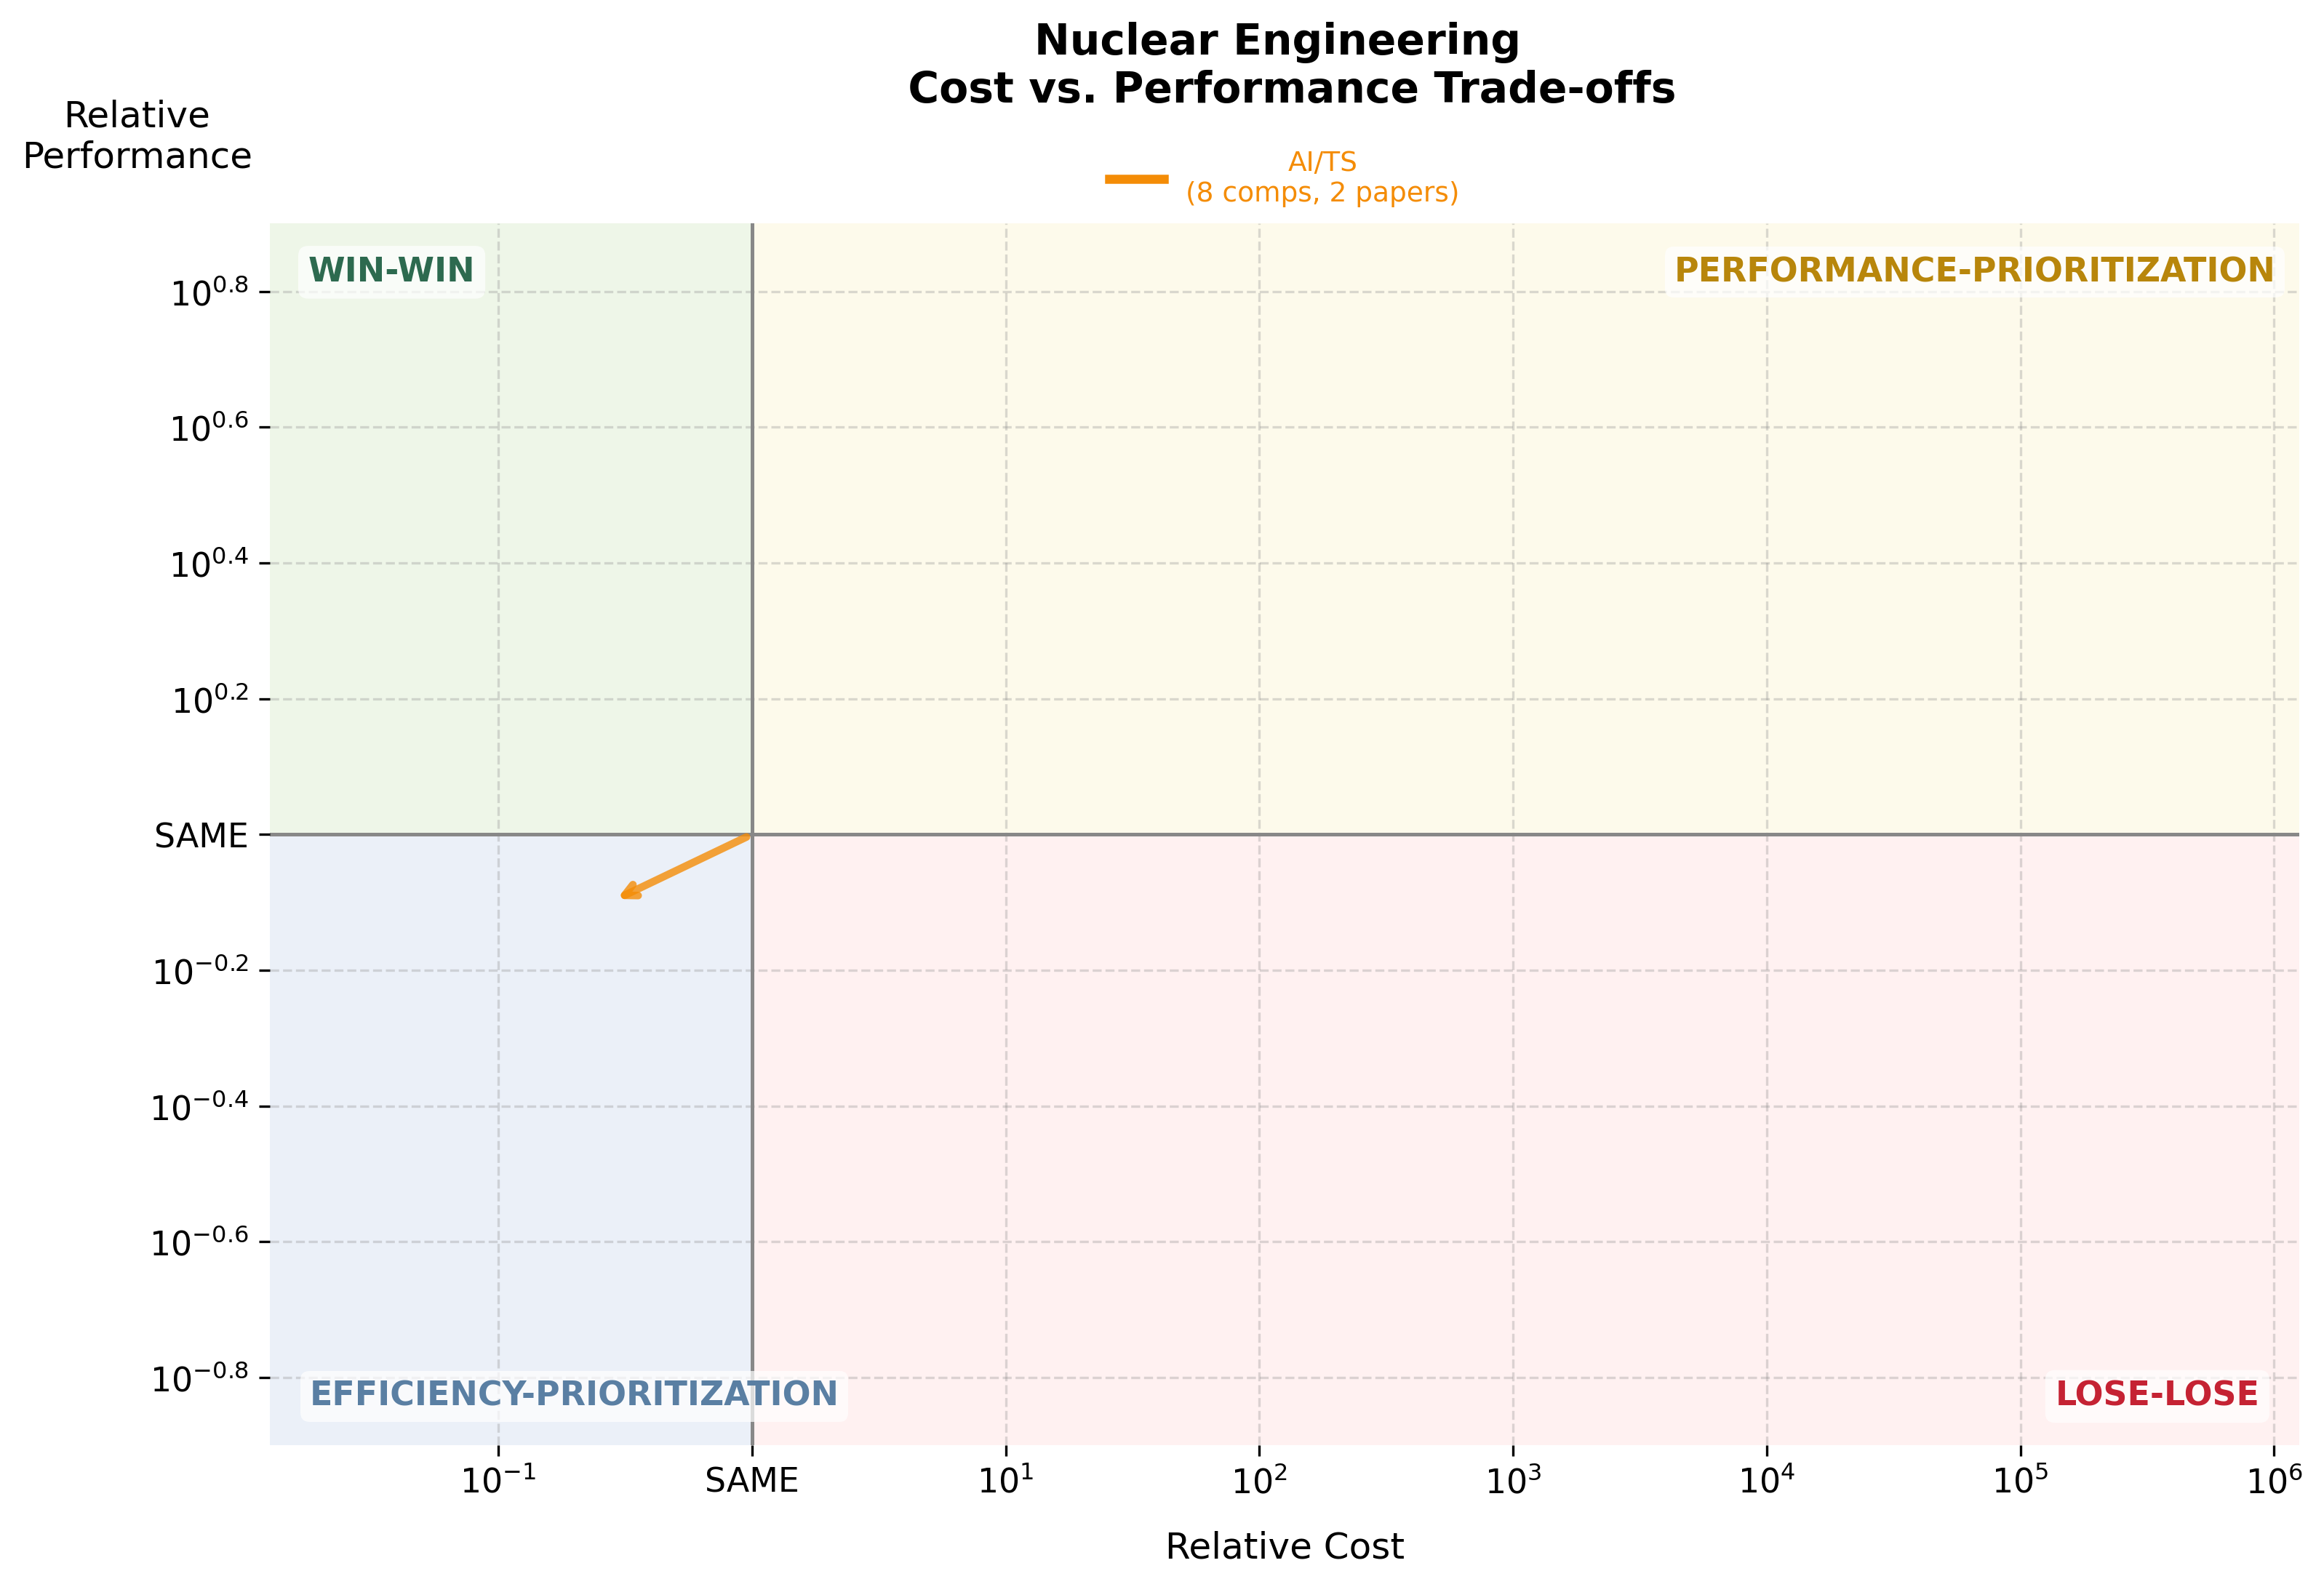 Nuclear Engineering
Cost vs. Performance Trade-offs
Relative
Performance
AI/TS
(8 comps, 2 papers)
WIN-WIN
PERFORMANCE-PRIORITIZATION
10^0.8
10^0.6
10^0.4
10^0.2
SAME
10^−0.2
10^−0.4
10^−0.6
10^−0.8
EFFICIENCY-PRIORITIZATION
LOSE-LOSE
10^−1 SAME 10^1 10^2 10^3 10^4 10^5 10^6
Relative Cost